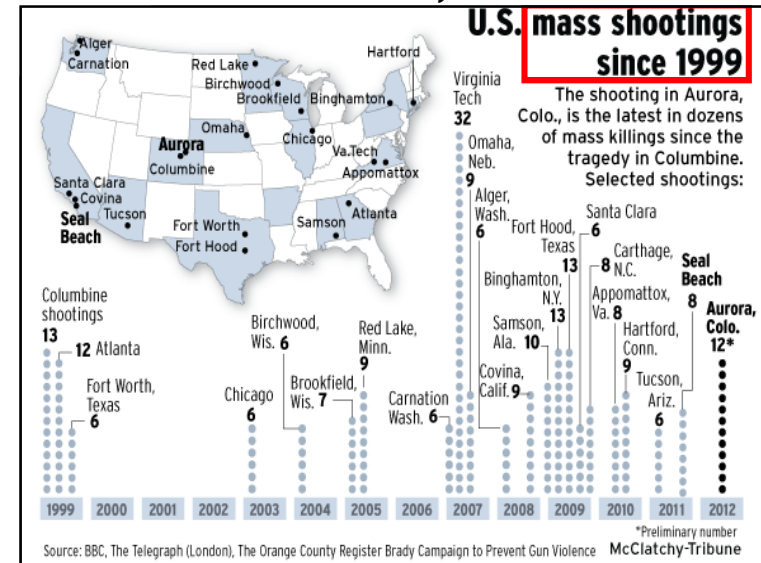 U.S. mass shootings
since 1999
The shooting in Aurora,
Colo., is the latest in dozens
of mass killings since the
tragedy in Columbine.
Selected shootings:
Alger
Carnation
Red Lake
Birchwood
Brookfield
Binghamton
Hartford
Omaha
Chicago
Aurora
Columbine
Va.Tech
Appomattox
Santa Clara
Covina
Seal
Beach
Tucson
Fort Worth
Fort Hood
Samson
Atlanta
Columbine
shootings
13
12 Atlanta
Fort Worth,
Texas
6
Chicago
6
Birchwood,
Wis. 6
Brookfield,
Wis. 7
Red Lake,
Minn.
9
Carnation
Wash. 6
Virginia
Tech
32
Omaha,
Neb.
9
Alger,
Wash.
6
Covina,
Calif. 9
Samson,
Ala. 10
Binghamton,
N.Y.
13
Fort Hood,
Texas
13
Santa Clara
6
Carthage,
8 N.C.
Appomattox,
Va. 8
Hartford,
Conn.
9
Tucson,
Ariz.
6
Seal
Beach
8
Aurora,
Colo.
12*
1999 2000 2001 2002 2003 2004 2005 2006 2007 2008 2009 2010 2011 2012
*Preliminary number
Source: BBC, The Telegraph (London), The Orange County Register Brady Campaign to Prevent Gun Violence McClatchy-Tribune